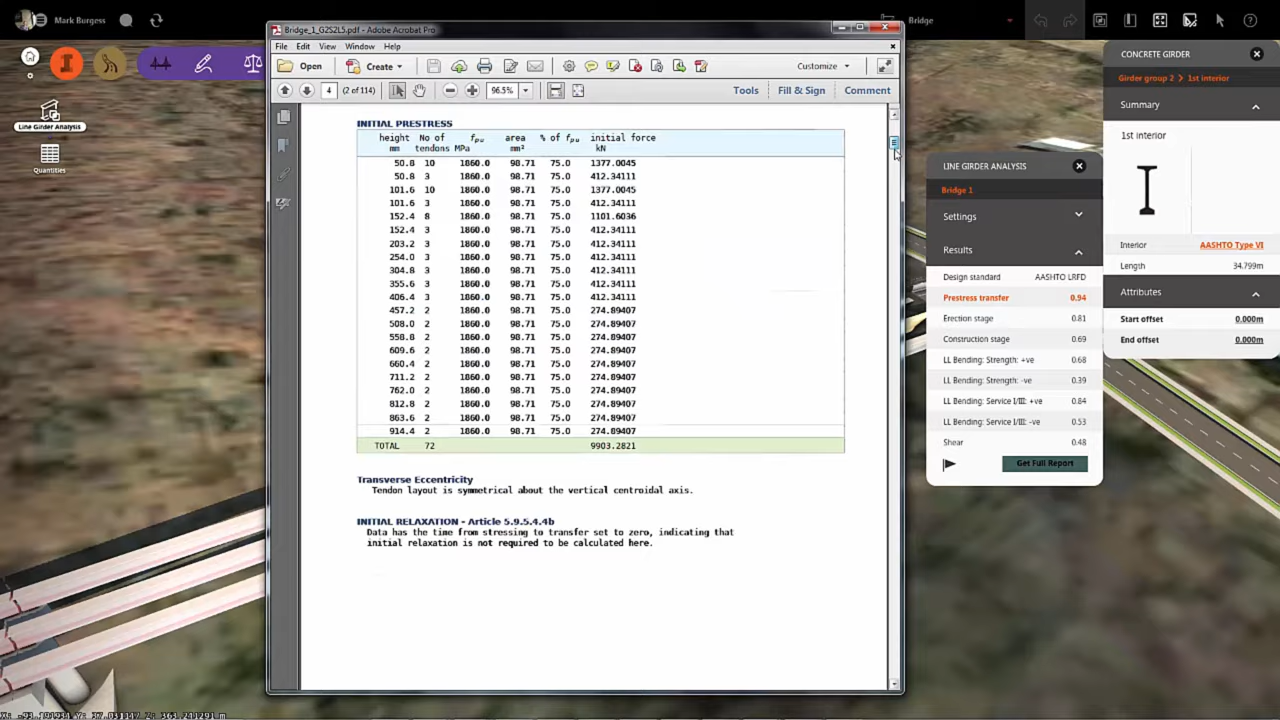 Mark Burgess
Bridge
Bridge_1_G2S2L5.pdf - Adobe Acrobat Pro
File Edit View Window Help
Open Create Customize
4 (2 of 114) 96.5% Tools Fill & Sign Comment
Line Girder Analysis
Quantities
INITIAL PRESTRESS
height No of fpu area % of fpu initial force
mm tendons MPa mm² kN
50.8 10 1860.0 98.71 75.0 1377.0045
50.8 3 1860.0 98.71 75.0 412.34111
101.6 10 1860.0 98.71 75.0 1377.0045
101.6 3 1860.0 98.71 75.0 412.34111
152.4 8 1860.0 98.71 75.0 1101.6036
152.4 3 1860.0 98.71 75.0 412.34111
203.2 3 1860.0 98.71 75.0 412.34111
254.0 3 1860.0 98.71 75.0 412.34111
304.8 3 1860.0 98.71 75.0 412.34111
355.6 3 1860.0 98.71 75.0 412.34111
406.4 3 1860.0 98.71 75.0 412.34111
457.2 2 1860.0 98.71 75.0 274.89407
508.0 2 1860.0 98.71 75.0 274.89407
558.8 2 1860.0 98.71 75.0 274.89407
609.6 2 1860.0 98.71 75.0 274.89407
660.4 2 1860.0 98.71 75.0 274.89407
711.2 2 1860.0 98.71 75.0 274.89407
762.0 2 1860.0 98.71 75.0 274.89407
812.8 2 1860.0 98.71 75.0 274.89407
863.6 2 1860.0 98.71 75.0 274.89407
914.4 2 1860.0 98.71 75.0 274.89407
TOTAL 72 9903.2821
Transverse Eccentricity
Tendon layout is symmetrical about the vertical centroidal axis.
INITIAL RELAXATION - Article 5.9.5.4.4b
Data has the time from stressing to transfer set to zero, indicating that
initial relaxation is not required to be calculated here.
LINE GIRDER ANALYSIS
Bridge 1
Settings
Results
Design standard AASHTO LRFD
Prestress transfer 0.94
Erection stage 0.81
Construction stage 0.69
LL Bending: Strength: +ve 0.68
LL Bending: Strength: -ve 0.39
LL Bending: Service I/III: +ve 0.84
LL Bending: Service I/III: -ve 0.53
Shear 0.48
Get Full Report
CONCRETE GIRDER
Girder group 2 > 1st interior
Summary
1st interior
Interior AASHTO Type VI
Length 34.799m
Attributes
Start offset 0.000m
End offset 0.000m